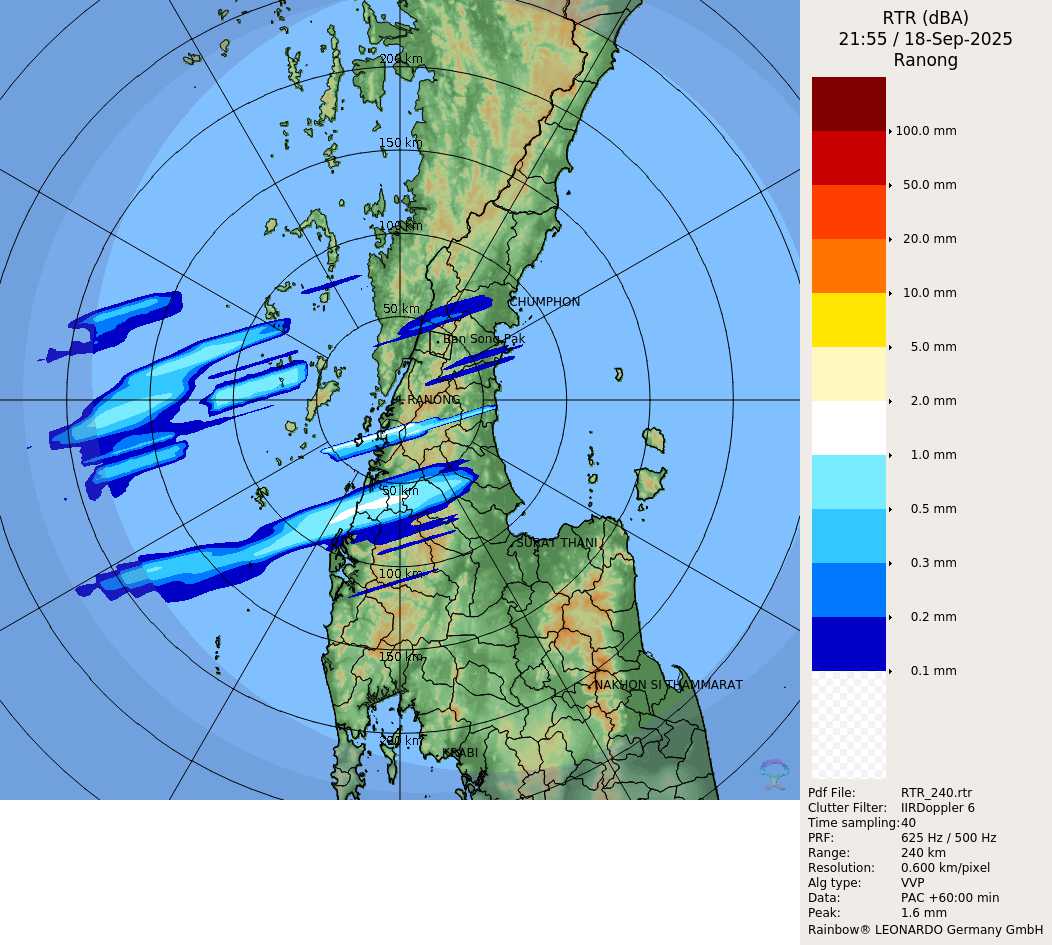 RTR (dBA)
21:55 / 18-Sep-2025
Ranong
200 km
150 km
100 km
50 km
CHUMPHON
Ban Song Pak
RANONG
50 km
SURAT THANI
100 km
150 km
NAKHON SI THAMMARAT
200 km
KRABI
100.0 mm
50.0 mm
20.0 mm
10.0 mm
5.0 mm
2.0 mm
1.0 mm
0.5 mm
0.3 mm
0.2 mm
0.1 mm
Pdf File: RTR_240.rtr
Clutter Filter: IIRDoppler 6
Time sampling:40
PRF: 625 Hz / 500 Hz
Range: 240 km
Resolution: 0.600 km/pixel
Alg type: VVP
Data: PAC +60:00 min
Peak: 1.6 mm
Rainbow® LEONARDO Germany GmbH